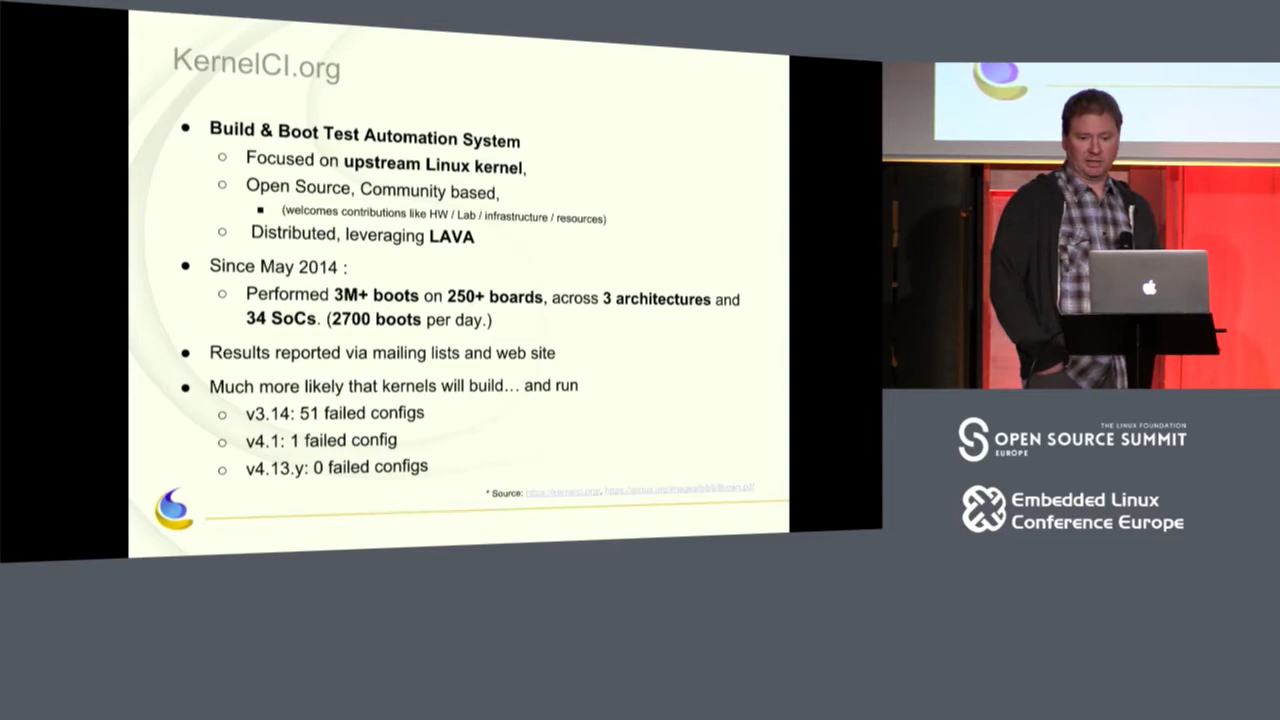 KernelCI.org
● Build & Boot Test Automation System
○ Focused on upstream Linux kernel,
○ Open Source, Community based,
■ (welcomes contributions like HW / Lab / infrastructure / resources)
○ Distributed, leveraging LAVA
● Since May 2014 :
○ Performed 3M+ boots on 250+ boards, across 3 architectures and
34 SoCs. (2700 boots per day.)
● Results reported via mailing lists and web site
● Much more likely that kernels will build… and run
○ v3.14: 51 failed configs
○ v4.1: 1 failed config
○ v4.13.y: 0 failed configs
* Source: https://kernelci.org/,
THE LINUX FOUNDATION
OPEN SOURCE SUMMIT
EUROPE
Embedded Linux
Conference Europe